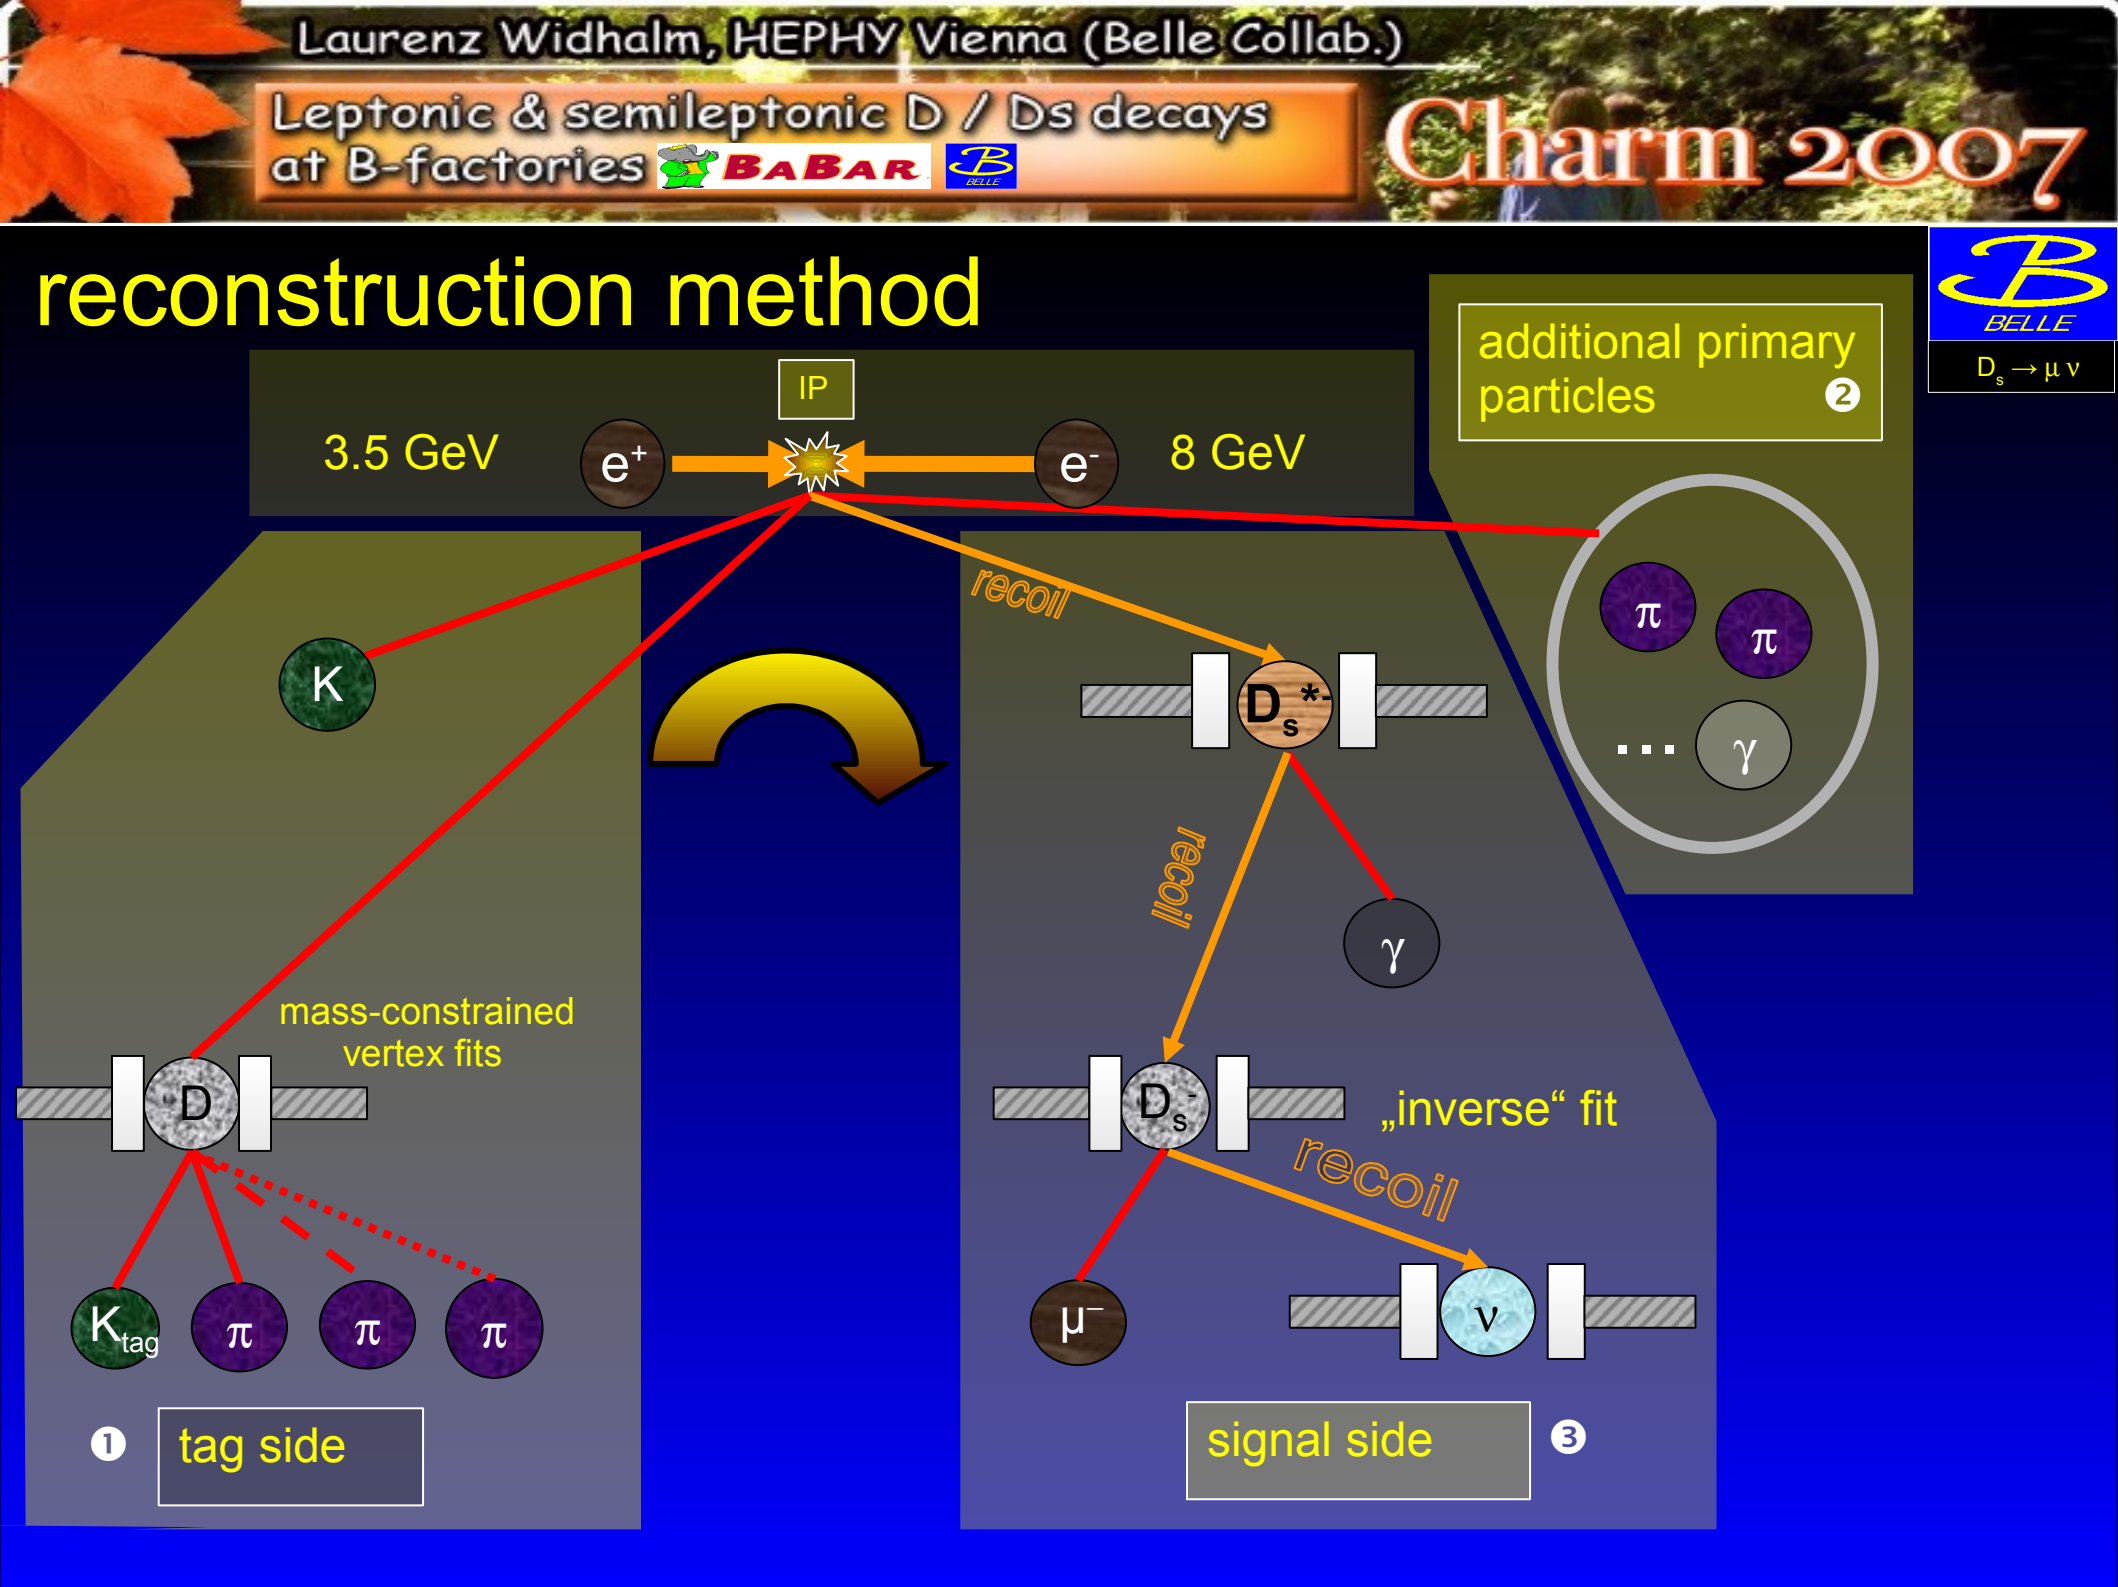 Laurenz Widhalm, HEPHY Vienna (Belle Collab.)
Leptonic & semileptonic D / Ds decays
at B-factories BABAR B BELLE
Charm 2007
reconstruction method
B
BELLE
Ds → μ ν
additional primary
particles ❷
IP
3.5 GeV e+ e- 8 GeV
recoil
π π
... γ
K
Ds*-
recoil
γ
mass-constrained
vertex fits
D
Ds-
„inverse“ fit
recoil
Ktag π π π
μ− ν
❶ tag side
signal side ❸